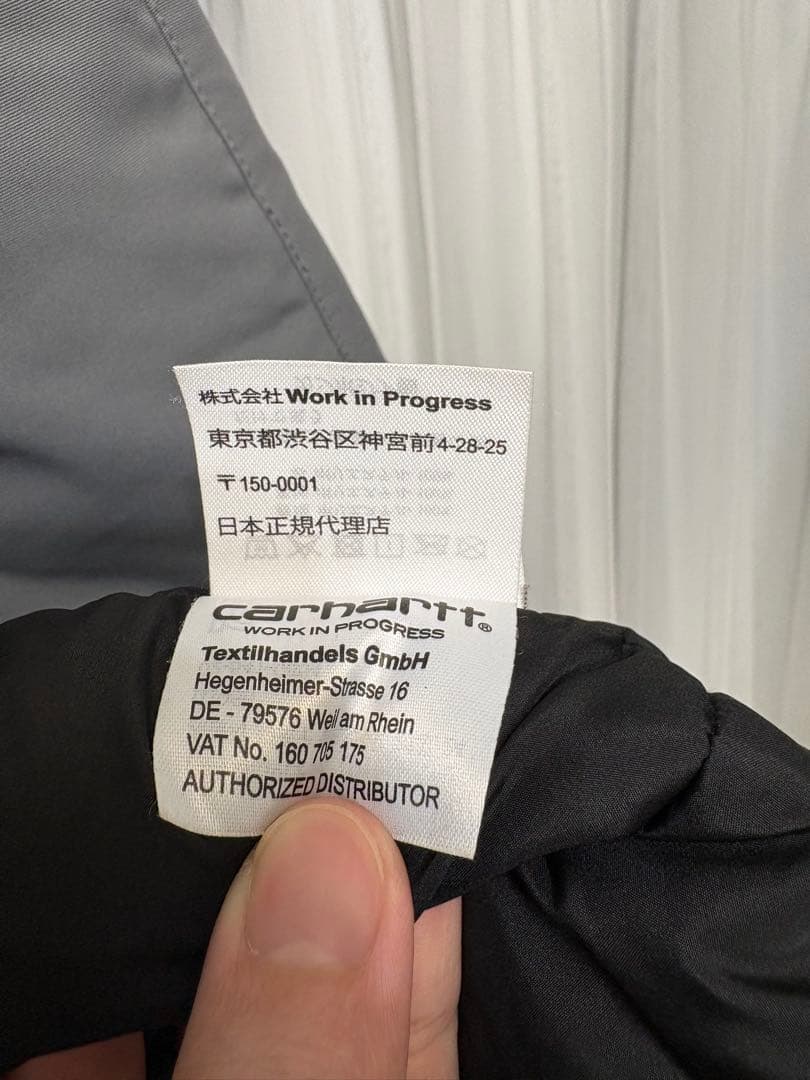 株式会社Work in Progress
東京都渋谷区神宮前4-28-25
〒150-0001
日本正規代理店
carhartt®
WORK IN PROGRESS
Textilhandels GmbH
Hegenheimer-Strasse 16
DE - 79576 Weil am Rhein
VAT No. 160 705 175
AUTHORIZED DISTRIBUTOR